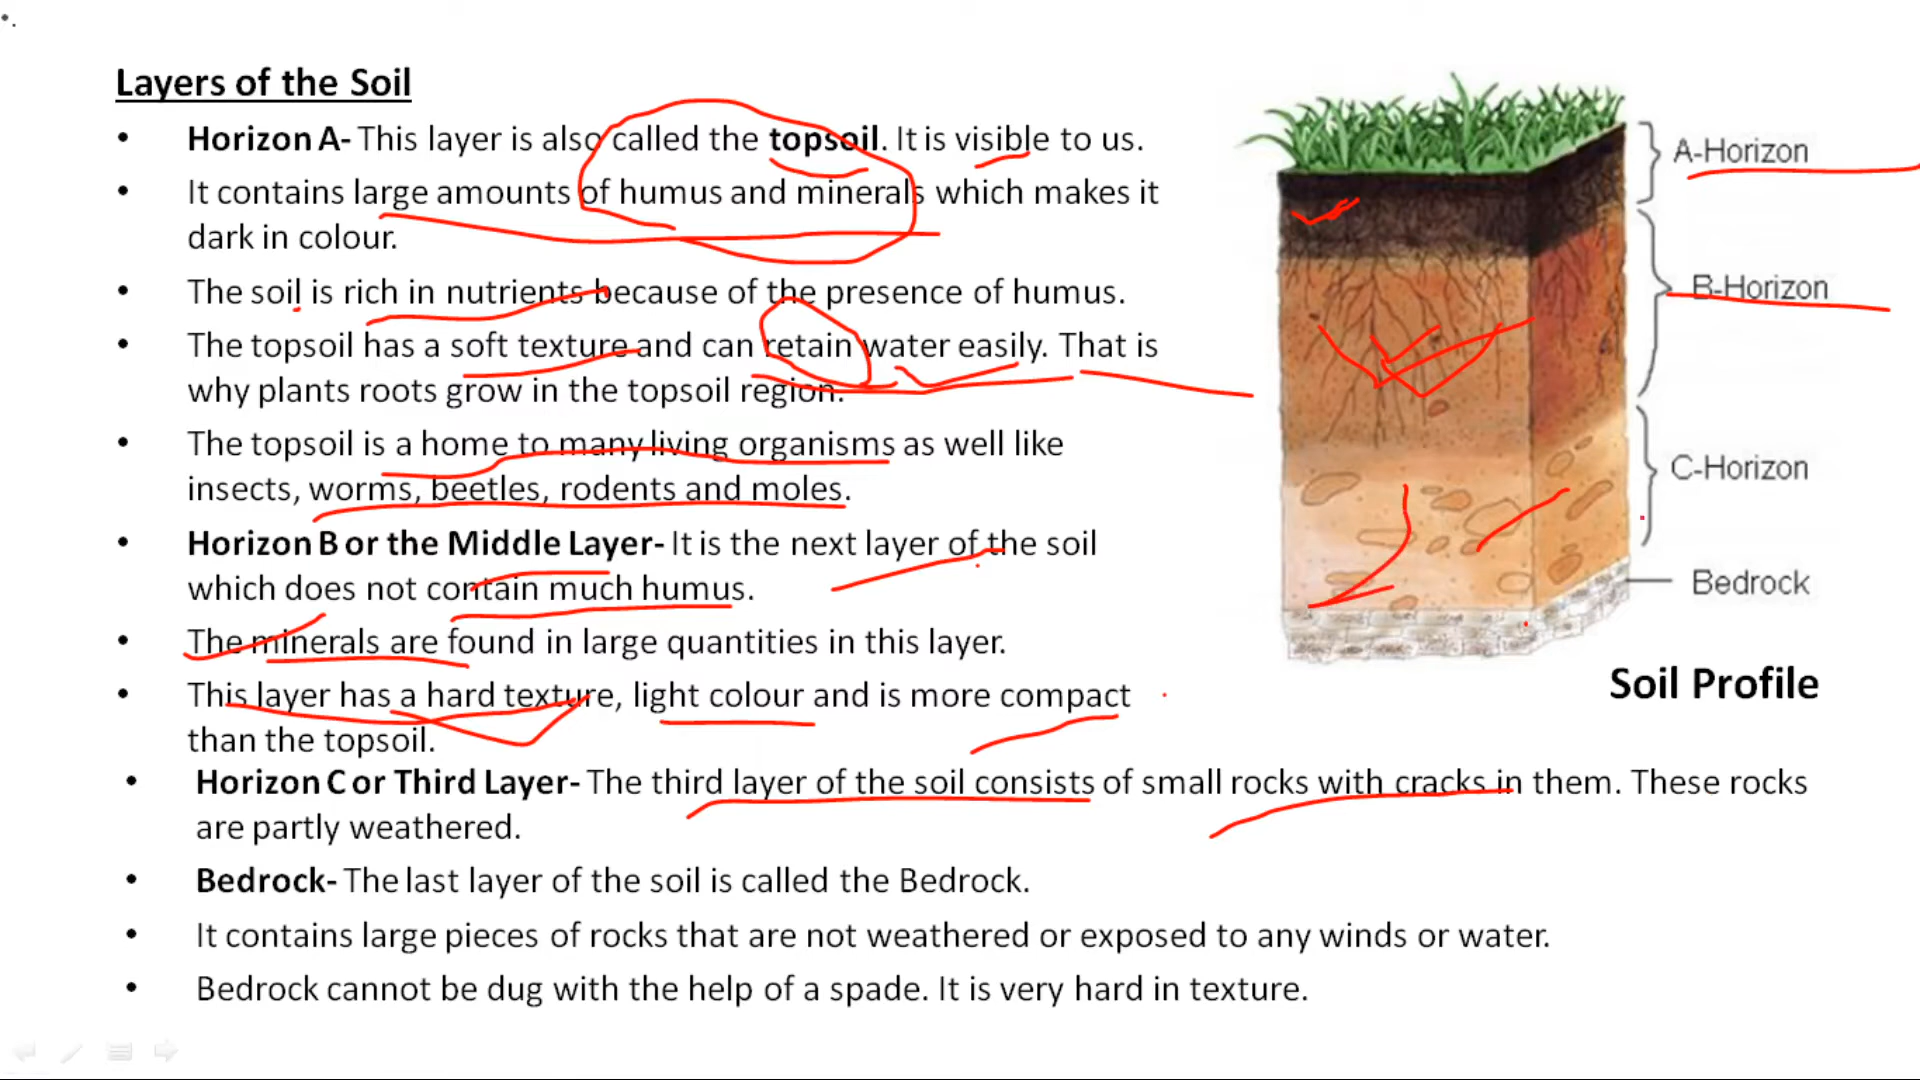 Layers of the Soil
• Horizon A- This layer is also called the topsoil. It is visible to us.
• It contains large amounts of humus and minerals which makes it
dark in colour.
• The soil is rich in nutrients because of the presence of humus.
• The topsoil has a soft texture and can retain water easily. That is
why plants roots grow in the topsoil region.
• The topsoil is a home to many living organisms as well like
insects, worms, beetles, rodents and moles.
• Horizon B or the Middle Layer- It is the next layer of the soil
which does not contain much humus.
• The minerals are found in large quantities in this layer.
• This layer has a hard texture, light colour and is more compact
than the topsoil.
• Horizon C or Third Layer- The third layer of the soil consists of small rocks with cracks in them. These rocks
are partly weathered.
• Bedrock- The last layer of the soil is called the Bedrock.
• It contains large pieces of rocks that are not weathered or exposed to any winds or water.
• Bedrock cannot be dug with the help of a spade. It is very hard in texture.
A-Horizon
B-Horizon
C-Horizon
Bedrock
Soil Profile